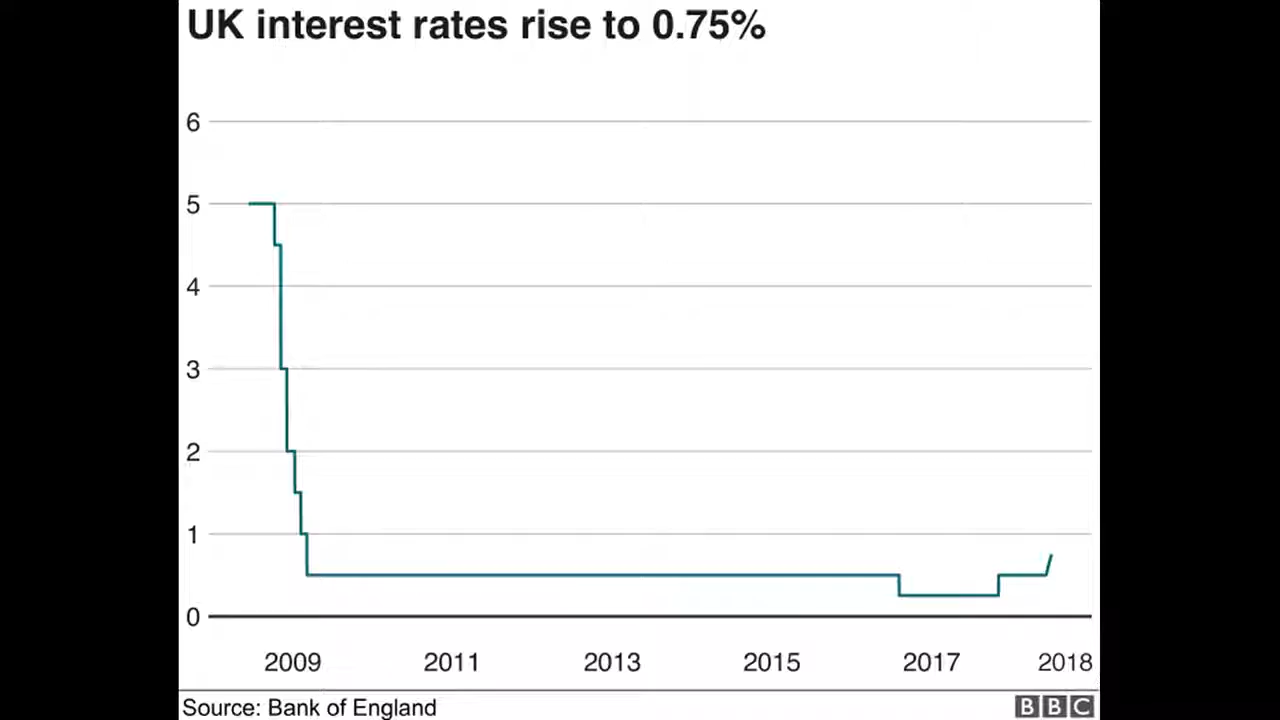 UK interest rates rise to 0.75%
6
5
4
3
2
1
0
2009 2011 2013 2015 2017 2018
Source: Bank of England BBC